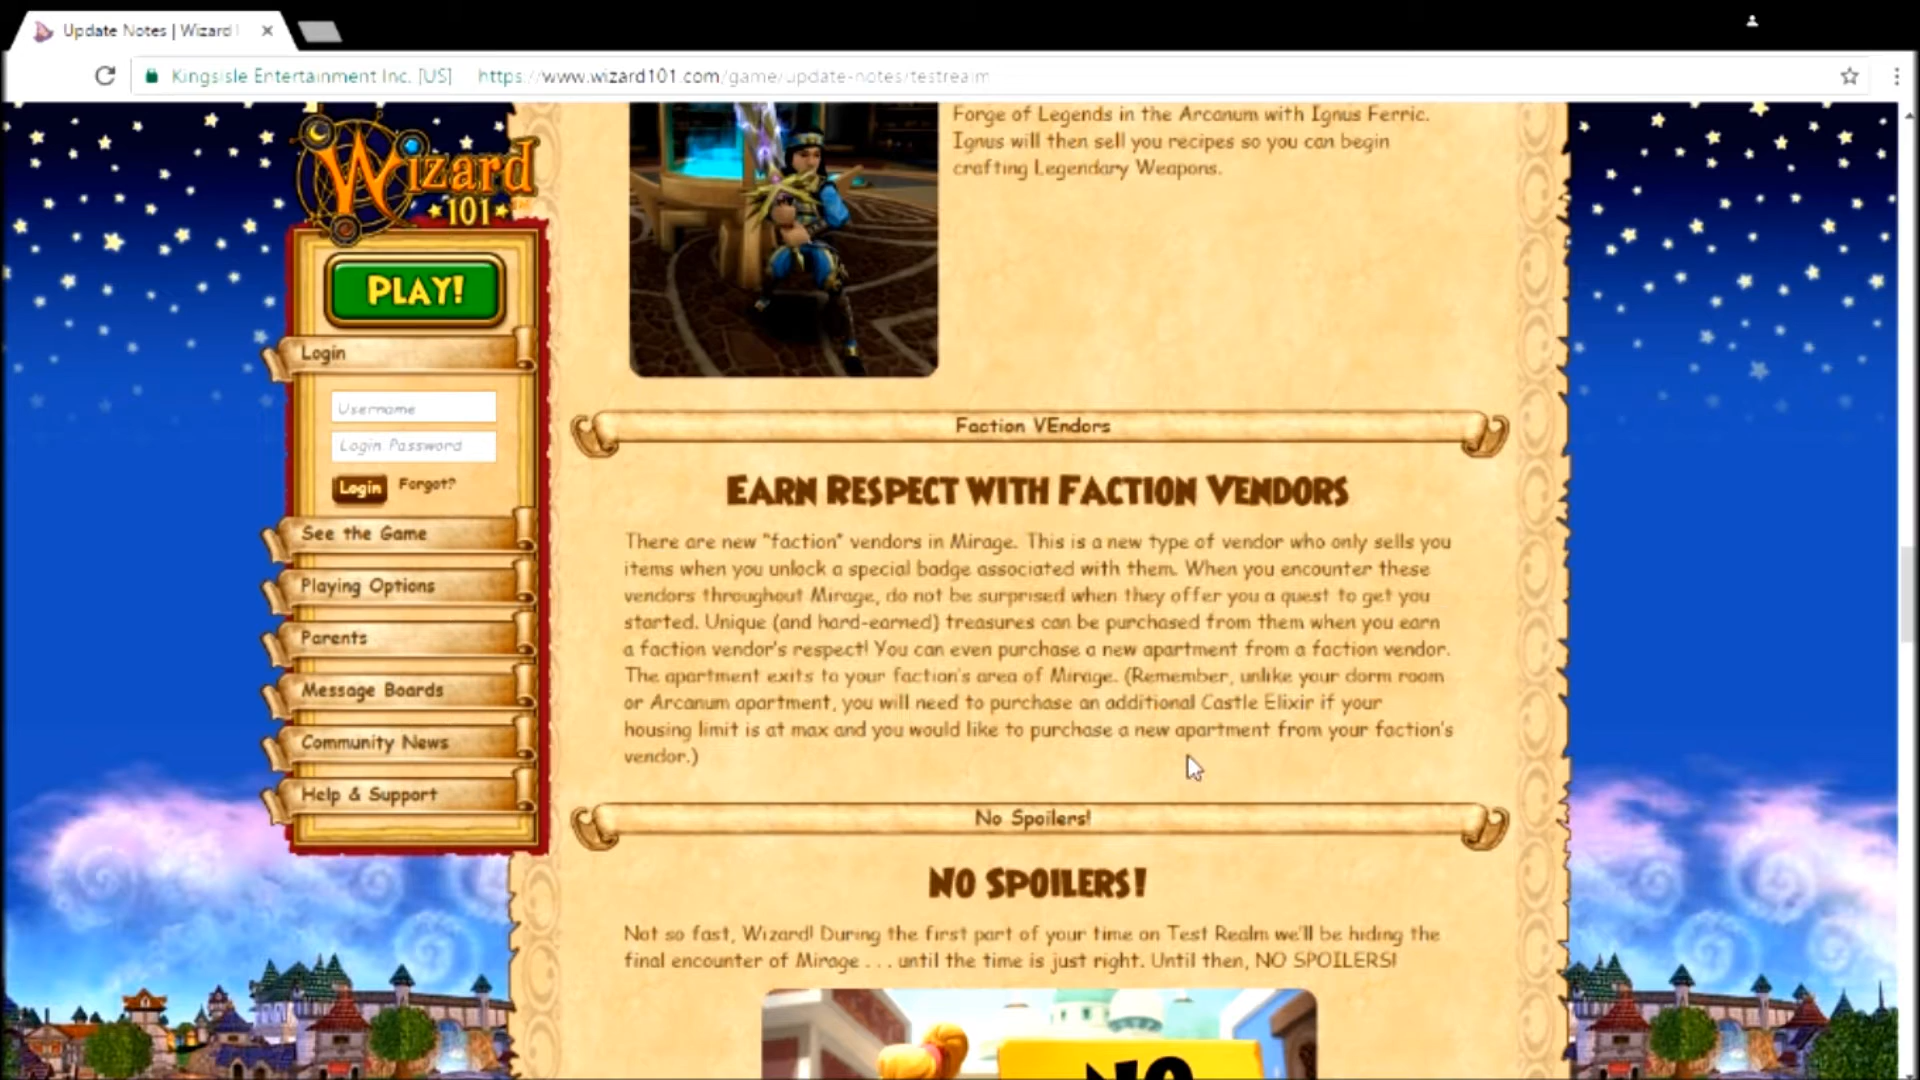 Update Notes | Wizard
Kingsisle Entertainment Inc. [US] https://www.wizard101.com/game/update-notes/testrealm
Wizard
101
PLAY!
Login
Username
Login Password
Login Forgot?
See the Game
Playing Options
Parents
Message Boards
Community News
Help & Support
Forge of Legends in the Arcanum with Ignus Ferric.
Ignus will then sell you recipes so you can begin
crafting Legendary Weapons.
Faction VEndors
EARN RESPECT WITH FACTION VENDORS
There are new "faction" vendors in Mirage. This is a new type of vendor who only sells you
items when you unlock a special badge associated with them. When you encounter these
vendors throughout Mirage, do not be surprised when they offer you a quest to get you
started. Unique (and hard-earned) treasures can be purchased from them when you earn
a faction vendor's respect! You can even purchase a new apartment from a faction vendor.
The apartment exits to your faction's area of Mirage. (Remember, unlike your dorm room
or Arcanum apartment, you will need to purchase an additional Castle Elixir if your
housing limit is at max and you would like to purchase a new apartment from your faction's
vendor.)
No Spoilers!
NO SPOILERS!
Not so fast, Wizard! During the first part of your time on Test Realm we'll be hiding the
final encounter of Mirage . . . until the time is just right. Until then, NO SPOILERS!
NO